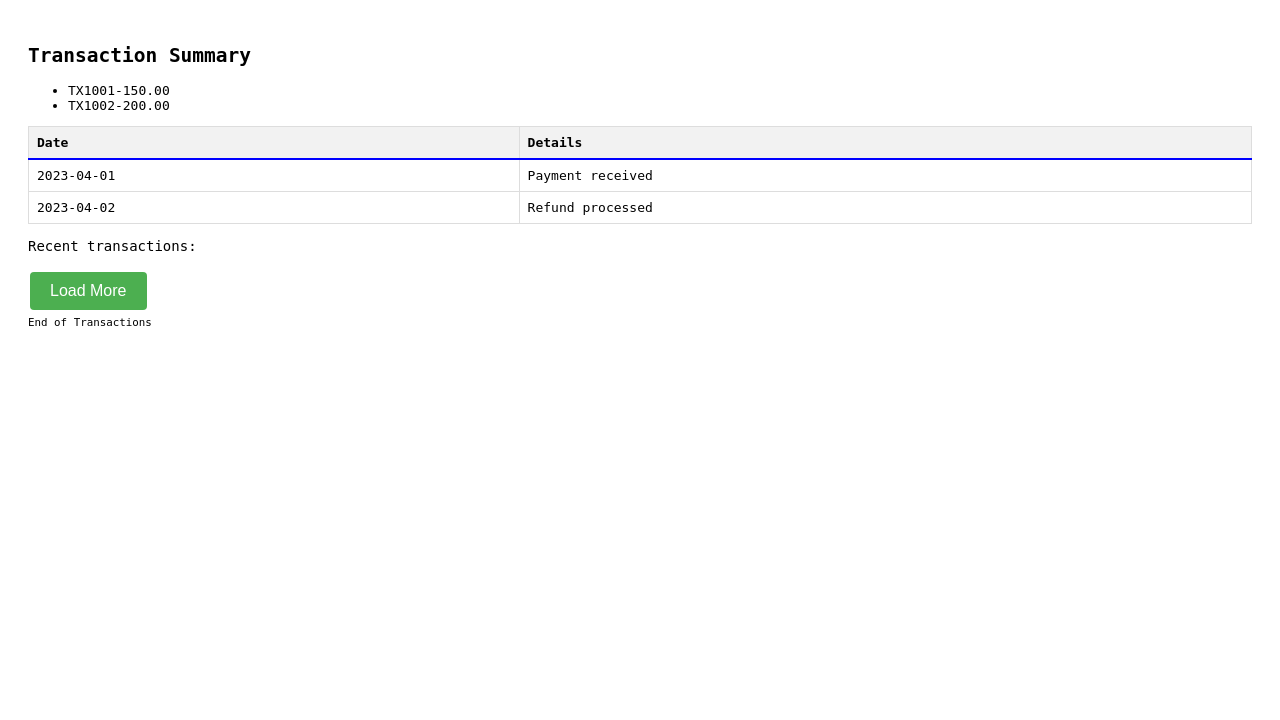 Transaction Summary
TX1001-150.00
TX1002-200.00
Date Details
2023-04-01 Payment received
2023-04-02 Refund processed
Recent transactions:
Load More
End of Transactions